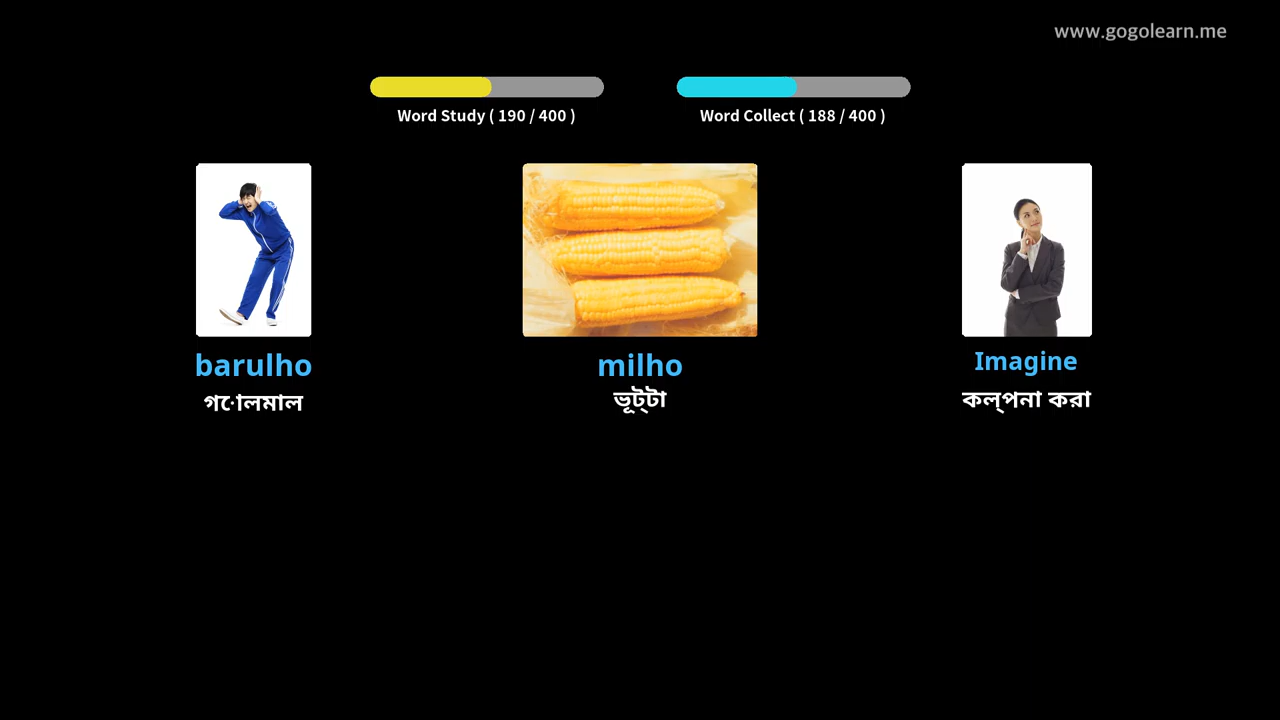 www.gogolearn.me
Word Study ( 190 / 400 )
Word Collect ( 188 / 400 )
barulho
milho
Imagine
গোলমাল
ভূট্টা
কল্পনা করা